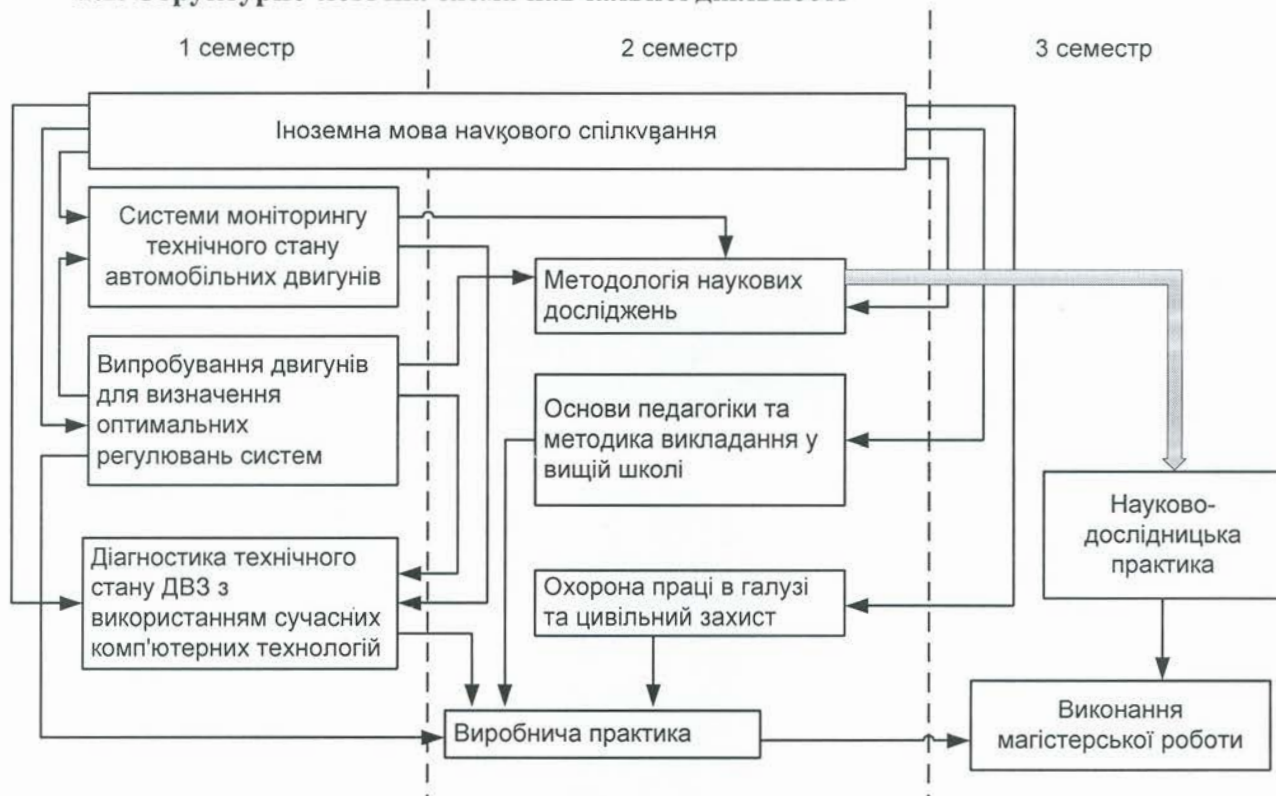 1 семестр
2 семестр
3 семестр
Іноземна мова наукового спілкування
Системи моніторингу
технічного стану
автомобільних двигунів
Методологія наукових
досліджень
Випробування двигунів
для визначення
оптимальних
регулювань систем
Основи педагогіки та
методика викладання у
вищій школі
Науково-
дослідницька
практика
Діагностика технічного
стану ДВЗ з
використанням сучасних
комп'ютерних технологій
Охорона праці в галузі
та цивільний захист
Виробнича практика
Виконання
магістерської роботи